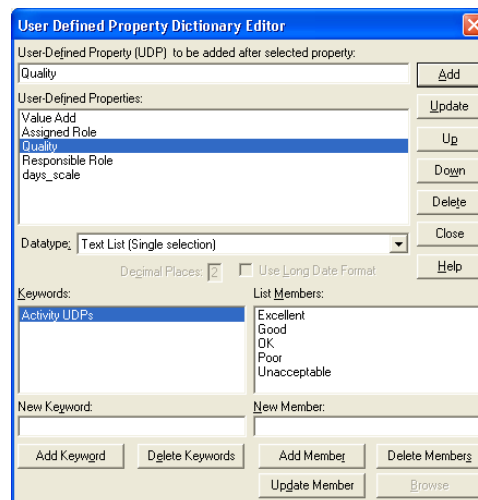 User Defined Property Dictionary Editor
User-Defined Property (UDP) to be added after selected property:
Quality
Add
User-Defined Properties:
Update
Value Add
Assigned Role
Quality
Responsible Role
days_scale
Up
Down
Delete
Close
Datatype: Text List (Single selection)
Decimal Places: 2 Use Long Date Format
Help
Keywords: List Members:
Activity UDPs
Excellent
Good
OK
Poor
Unacceptable
New Keyword: New Member:
Add Keyword Delete Keywords Add Member Delete Members
Update Member Browse